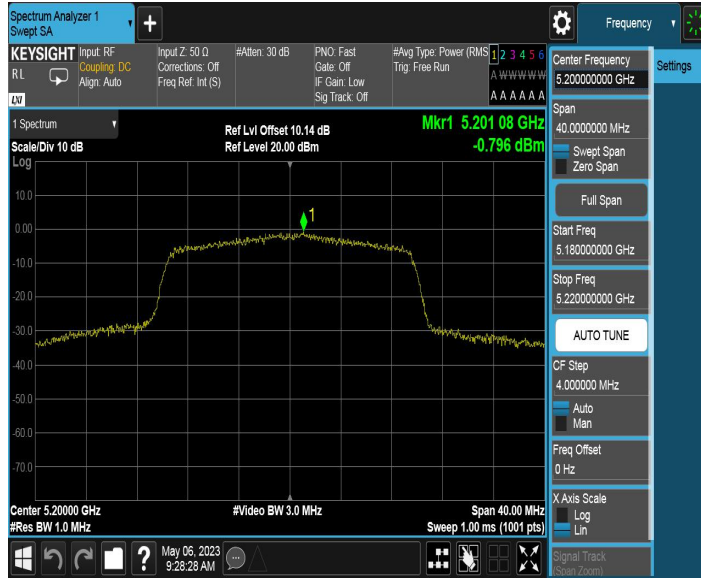 Spectrum Analyzer 1
Swept SA
Frequency
KEYSIGHT
RL
LXI
Input: RF
Coupling: DC
Align: Auto
Input Z: 50 Ω
Corrections: Off
Freq Ref: Int (S)
#Atten: 30 dB
PNO: Fast
Gate: Off
IF Gain: Low
Sig Track: Off
#Avg Type: Power (RMS
Trig: Free Run
1 2 3 4 5 6
A W W W W W
A A A A A A
Center Frequency
5.200000000 GHz
Settings
Span
40.0000000 MHz
Swept Span
Zero Span
Full Span
Start Freq
5.180000000 GHz
Stop Freq
5.220000000 GHz
AUTO TUNE
CF Step
4.000000 MHz
Auto
Man
Freq Offset
0 Hz
X Axis Scale
Log
Lin
Signal Track
(Span Zoom)
1 Spectrum
Scale/Div 10 dB
Ref Lvl Offset 10.14 dB
Ref Level 20.00 dBm
Mkr1 5.201 08 GHz
-0.796 dBm
Log
10.0
0.00
-10.0
-20.0
-30.0
-40.0
-50.0
-60.0
-70.0
1
Center 5.20000 GHz
#Res BW 1.0 MHz
#Video BW 3.0 MHz
Span 40.00 MHz
Sweep 1.00 ms (1001 pts)
?
May 06, 2023
9:28:28 AM